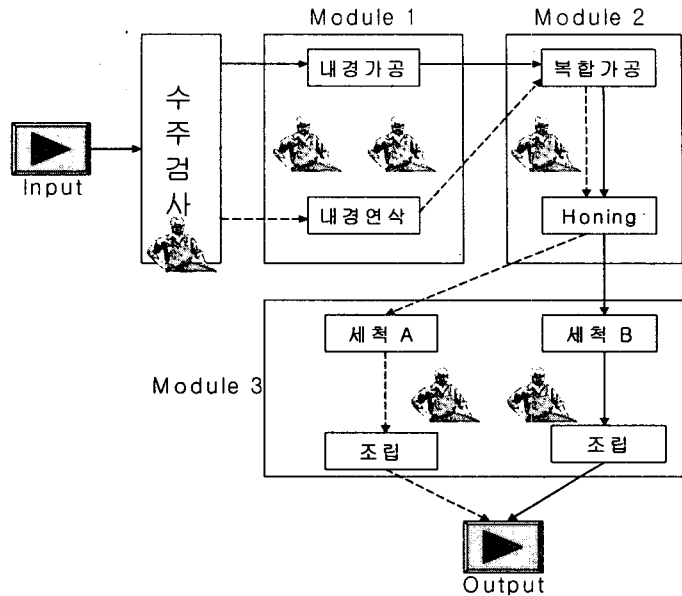 Module 1
Module 2
내경가공
복합가공
수주검사
Input
내경연삭
Honing
세척 A
세척 B
Module 3
조립
조립
Output